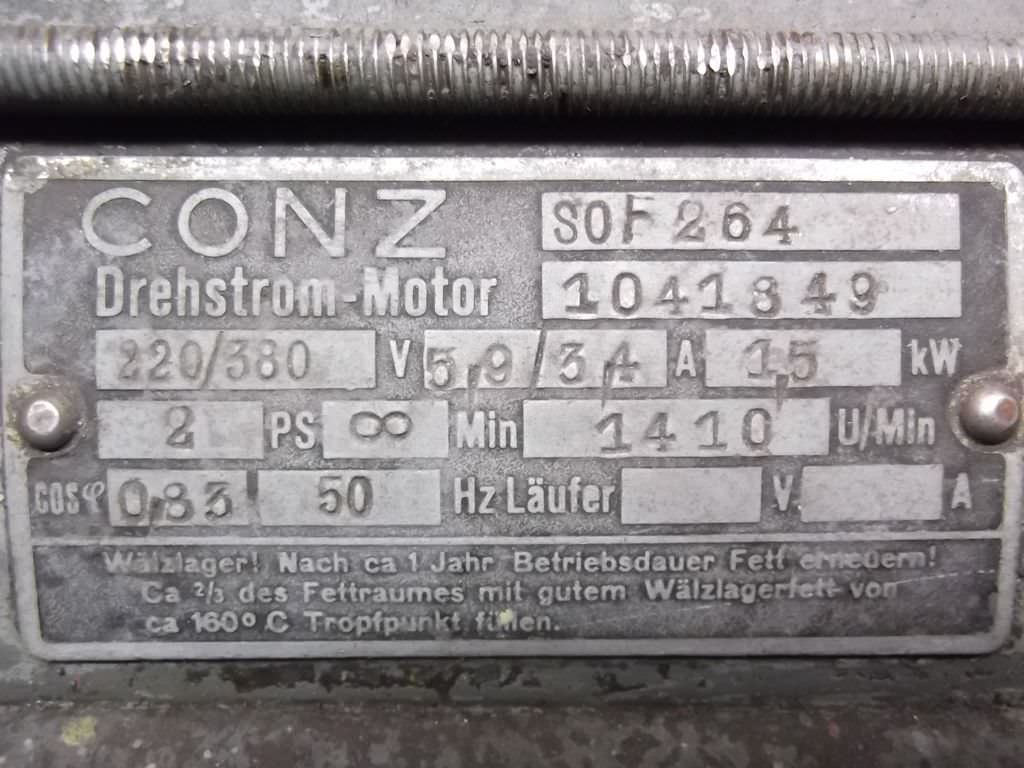 CONZ SOF 264
Drehstrom-Motor 1041849
220/380 V 5,9/3,4 A 1,5 kW
2 PS ∞ Min 1410 U/Min
cos φ 0,83 50 Hz Läufer V A
Wälzlager! Nach ca 1 Jahr Betriebsdauer Fett erneuern!
Ca 2/3 des Fettraumes mit gutem Wälzlagerfett von
ca 160° C Tropfpunkt füllen.